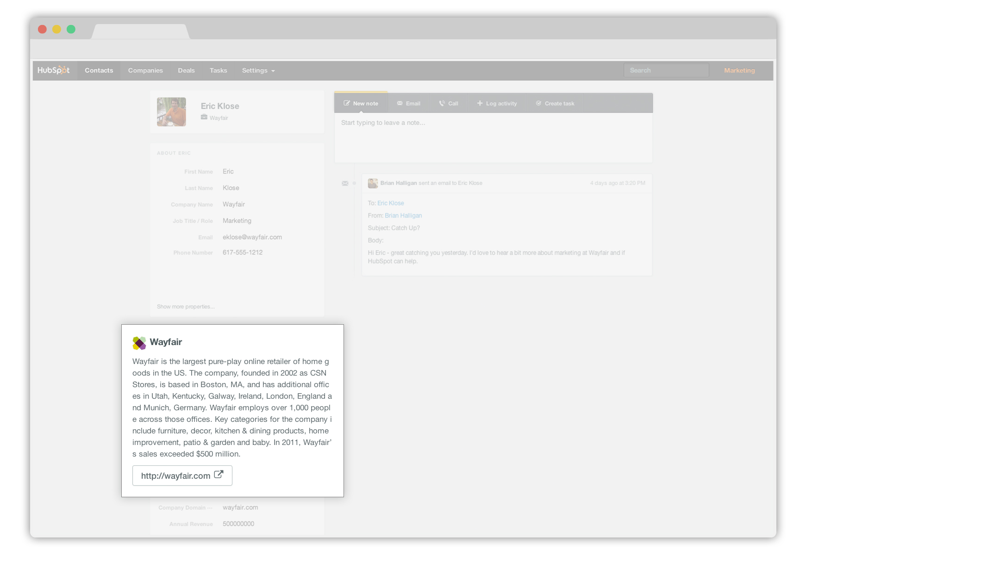 HubSpot
Contacts
Companies
Deals
Tasks
Settings
Search
Marketing
Eric Klose
Wayfair
ABOUT ERIC
First Name Eric
Last Name Klose
Company Name Wayfair
Job Title / Role Marketing
Email eklose@wayfair.com
Phone Number 617-555-1212
Show more properties...
New note
Email
Call
Log activity
Create task
Start typing to leave a note...
Brian Halligan sent an email to Eric Klose 4 days ago at 3:20 PM
To: Eric Klose
From: Brian Halligan
Subject: Catch Up?
Body:
Hi Eric - great catching you yesterday. I'd love to hear a bit more about marketing at Wayfair and if
HubSpot can help.
Wayfair
Wayfair is the largest pure-play online retailer of home g
oods in the US. The company, founded in 2002 as CSN
Stores, is based in Boston, MA, and has additional offic
es in Utah, Kentucky, Galway, Ireland, London, England a
nd Munich, Germany. Wayfair employs over 1,000 peopl
e across those offices. Key categories for the company i
nclude furniture, decor, kitchen & dining products, home
improvement, patio & garden and baby. In 2011, Wayfair’
s sales exceeded $500 million.
http://wayfair.com
Company Domain ··· wayfair.com
Annual Revenue 500000000